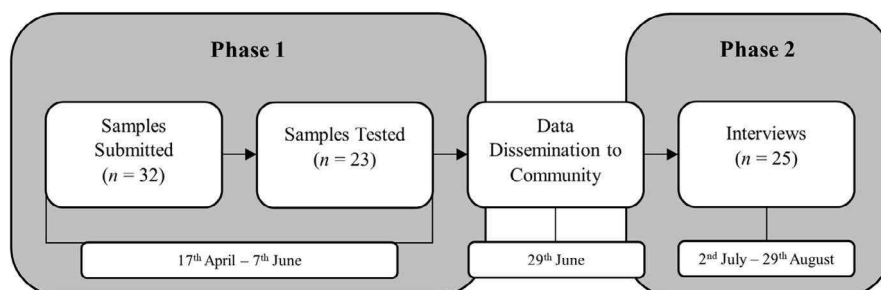 Phase 1
Phase 2
Samples
Submitted
(n = 32)
Samples Tested
(n = 23)
Data
Dissemination to
Community
Interviews
(n = 25)
17th April – 7th June
29th June
2nd July – 29th August